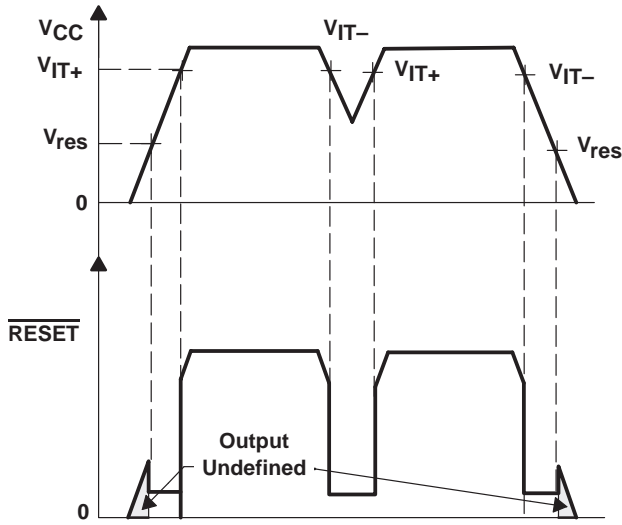 VCC
VIT–
VIT+
VIT+
VIT–
Vres
Vres
0
RESET
Output
Undefined
0